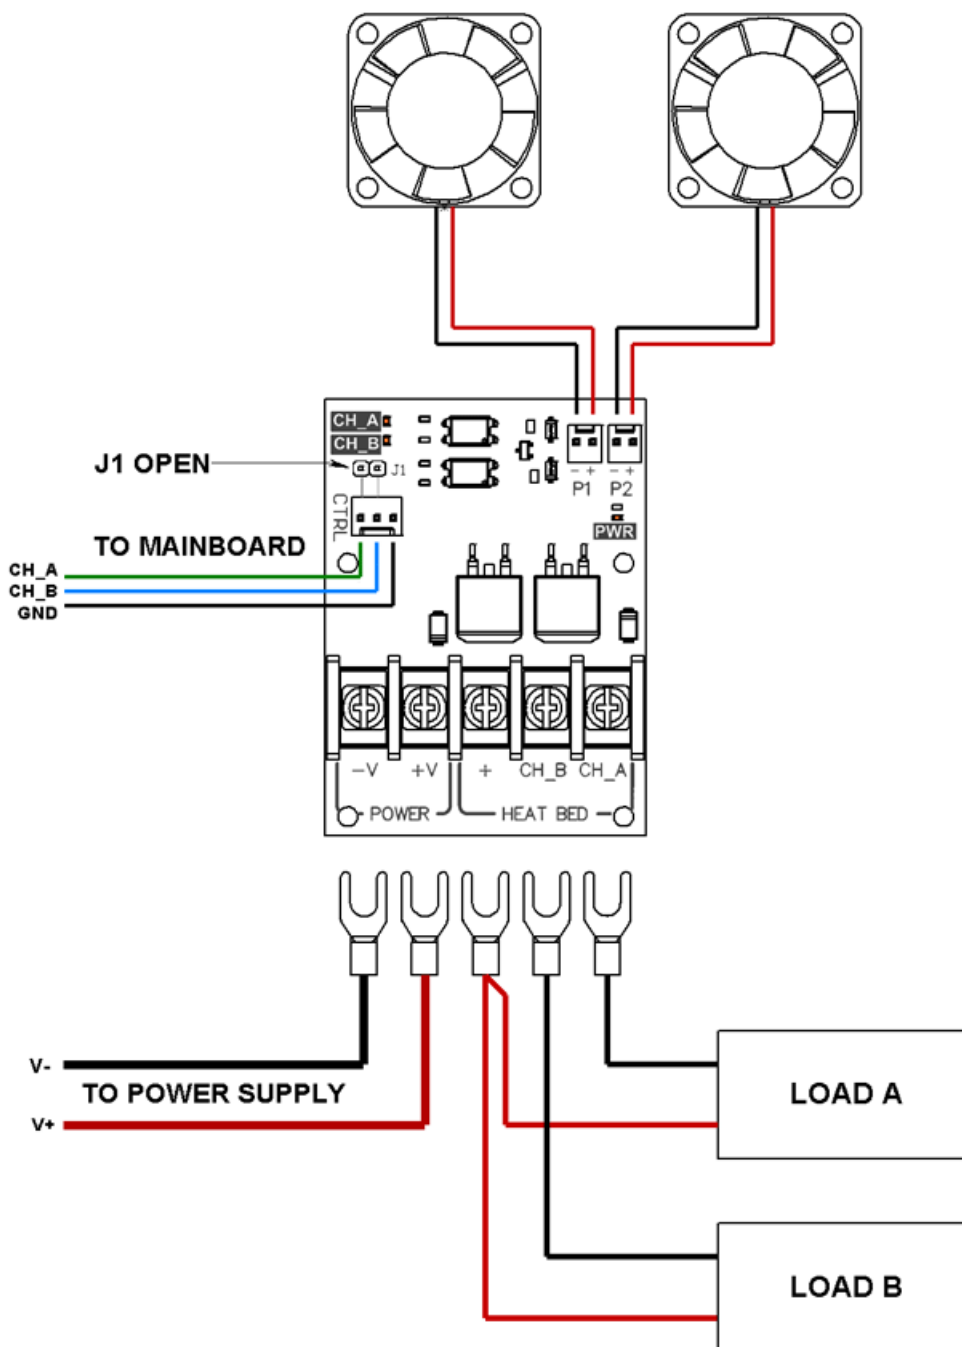 CH_A
CH_B
J1 OPEN
J1
CTRL
- +
- +
P1
P2
PWR
TO MAINBOARD
CH_A
CH_B
GND
-V
+V
+
CH_B
CH_A
POWER
HEAT BED
V-
TO POWER SUPPLY
V+
LOAD A
LOAD B